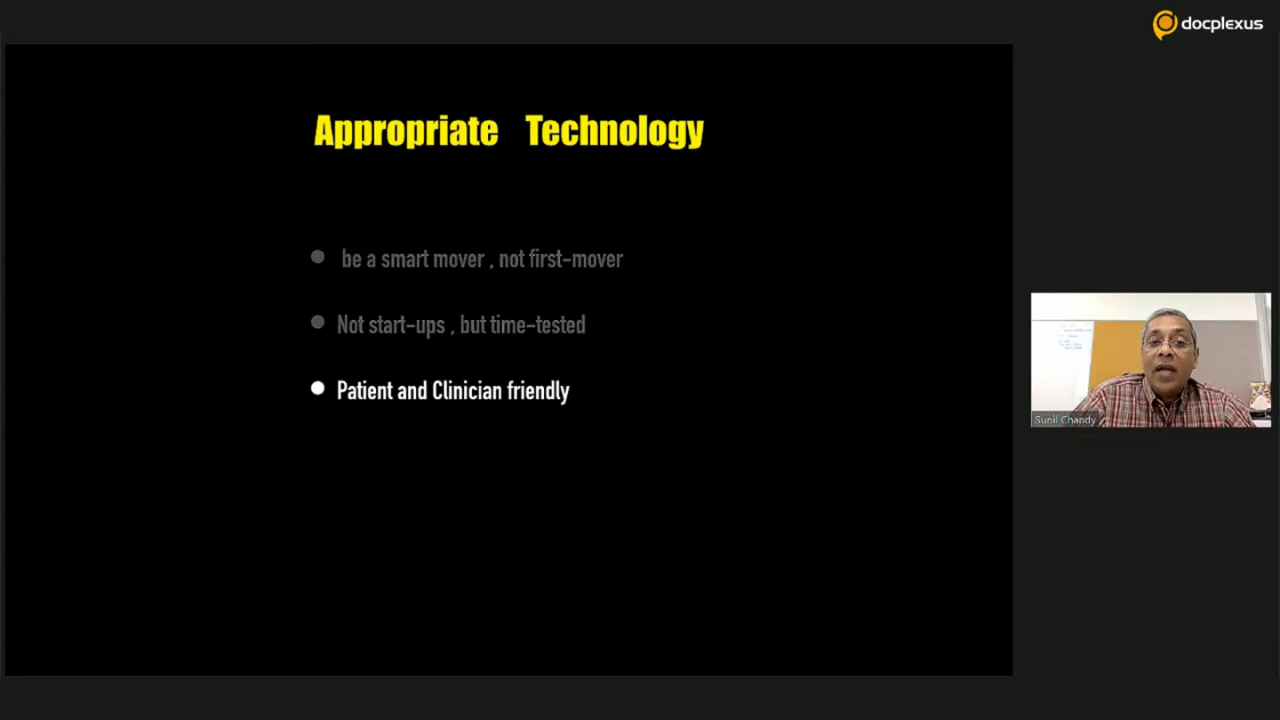 docplexus
Appropriate Technology
be a smart mover , not first-mover
Not start-ups , but time-tested
Patient and Clinician friendly
Sunil Chandy